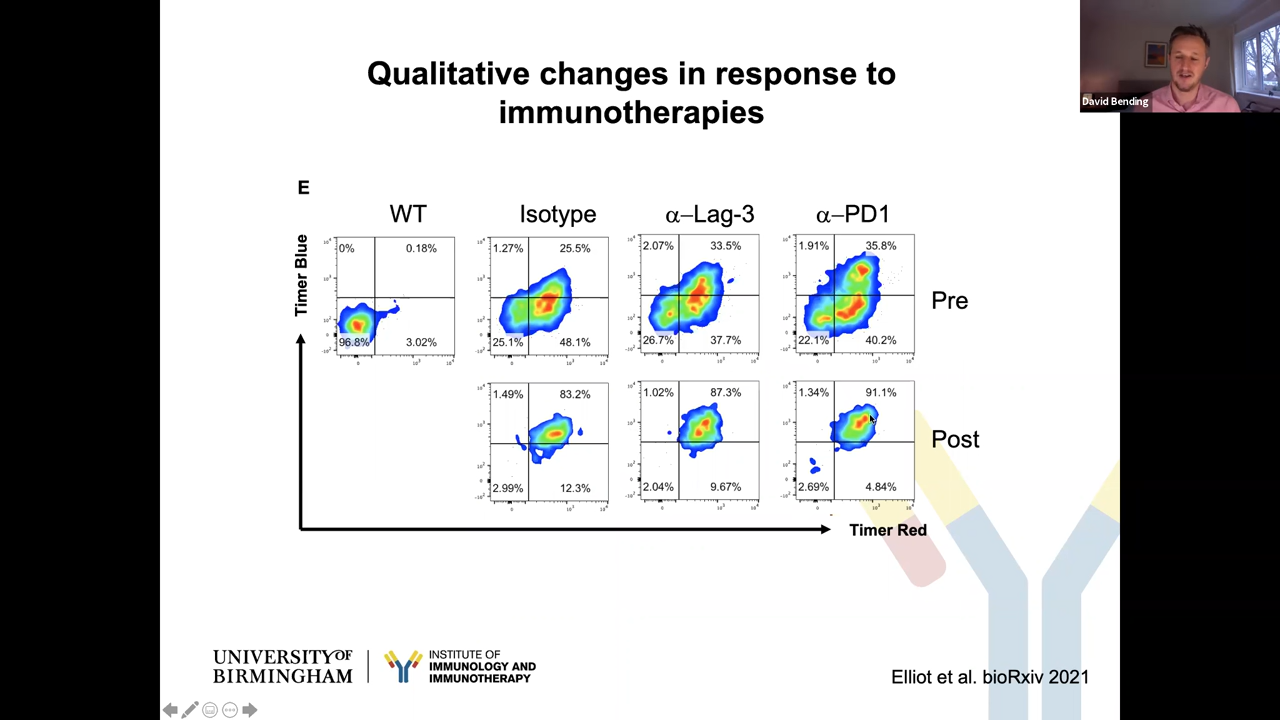 Qualitative changes in response to
immunotherapies
David Bending
E
WT Isotype α–Lag-3 α–PD1
Timer Blue
0% 0.18% 1.27% 25.5% 2.07% 33.5% 1.91% 35.8%
Pre
96.8% 3.02% 25.1% 48.1% 26.7% 37.7% 22.1% 40.2%
1.49% 83.2% 1.02% 87.3% 1.34% 91.1%
Post
2.99% 12.3% 2.04% 9.67% 2.69% 4.84%
Timer Red
UNIVERSITY OF
BIRMINGHAM
INSTITUTE OF
IMMUNOLOGY AND
IMMUNOTHERAPY
Elliot et al. bioRxiv 2021